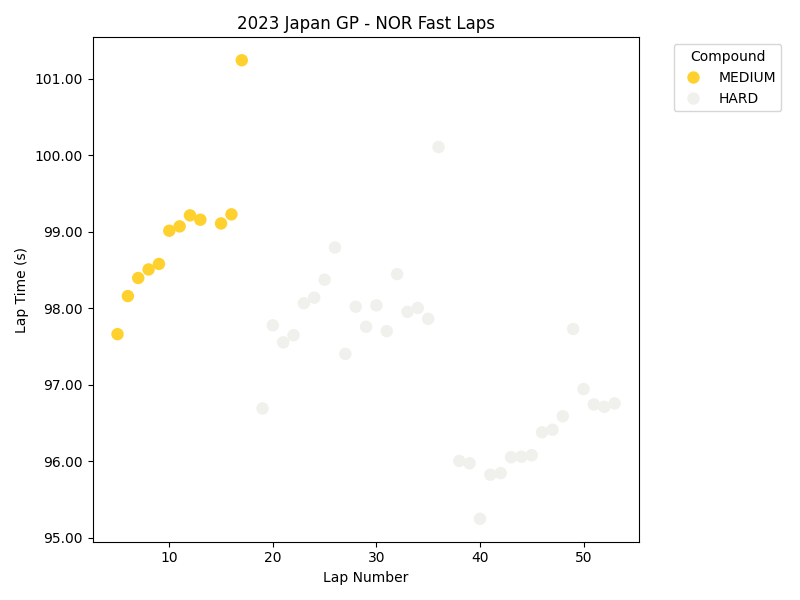 2023 Japan GP - NOR Fast Laps
Compound
MEDIUM
HARD
Lap Time (s)
101.00
100.00
99.00
98.00
97.00
96.00
95.00
10 20 30 40 50
Lap Number